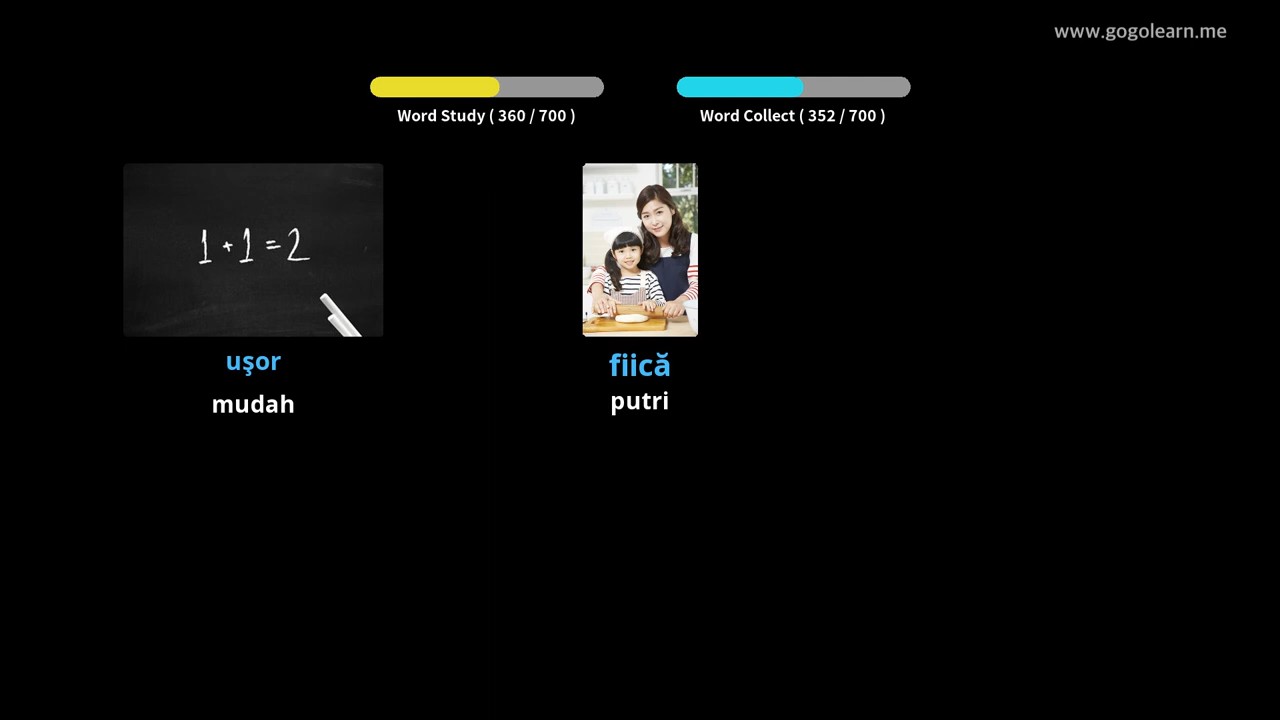 www.gogolearn.me
Word Study ( 360 / 700 )
Word Collect ( 352 / 700 )
1 + 1 = 2
uşor
mudah
fiică
putri